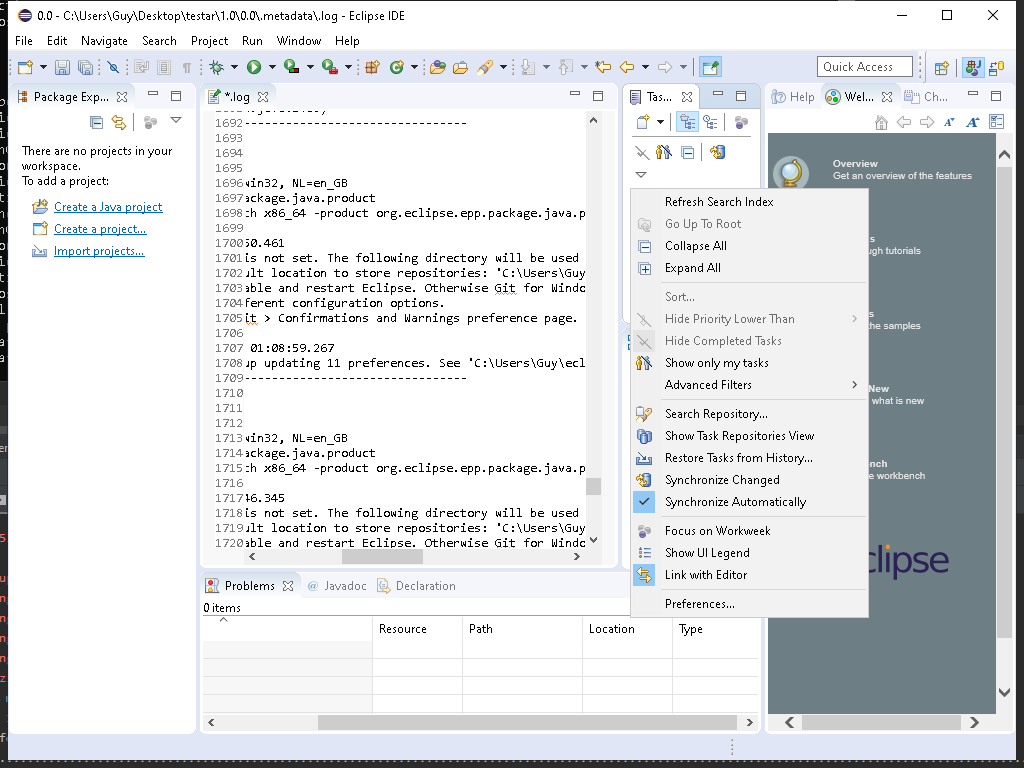 0.0 - C:\Users\Guy\Desktop\testar\1.0\0.0\.metadata\.log - Eclipse IDE
File Edit Navigate Search Project Run Window Help
Quick Access
Package Exp...
*.log
Tas...
Help
Wel...
Ch...
There are no projects in your
workspace.
To add a project:
Create a Java project
Create a project...
Import projects...
1692 --------------------------------
1693
1694
1695
1696 win32, NL=en_GB
1697 ackage.java.product
1698 ch x86_64 -product org.eclipse.epp.package.java.p
1699
1700 50.461
1701 is not set. The following directory will be used
1702 ult location to store repositories: 'C:\Users\Guy
1703 able and restart Eclipse. Otherwise Git for Windo
1704 ferent configuration options.
1705 it > Confirmations and Warnings preference page.
1706
1707 01:08:59.267
1708 up updating 11 preferences. See 'C:\Users\Guy\ecl
1709 --------------------------------
1710
1711
1712
1713 win32, NL=en_GB
1714 ackage.java.product
1715 ch x86_64 -product org.eclipse.epp.package.java.p
1716
1717 46.345
1718 is not set. The following directory will be used
1719 ult location to store repositories: 'C:\Users\Guy
1720 able and restart Eclipse. Otherwise Git for Windo
Refresh Search Index
Go Up To Root
Collapse All
Expand All
Sort...
Hide Priority Lower Than
Hide Completed Tasks
Show only my tasks
Advanced Filters
Search Repository...
Show Task Repositories View
Restore Tasks from History...
Synchronize Changed
Synchronize Automatically
Focus on Workweek
Show UI Legend
Link with Editor
Preferences...
Overview
Get an overview of the features
s
ugh tutorials
s
the samples
New
what is new
nch
e workbench
clipse
Problems
Javadoc
Declaration
0 items
Resource Path Location Type